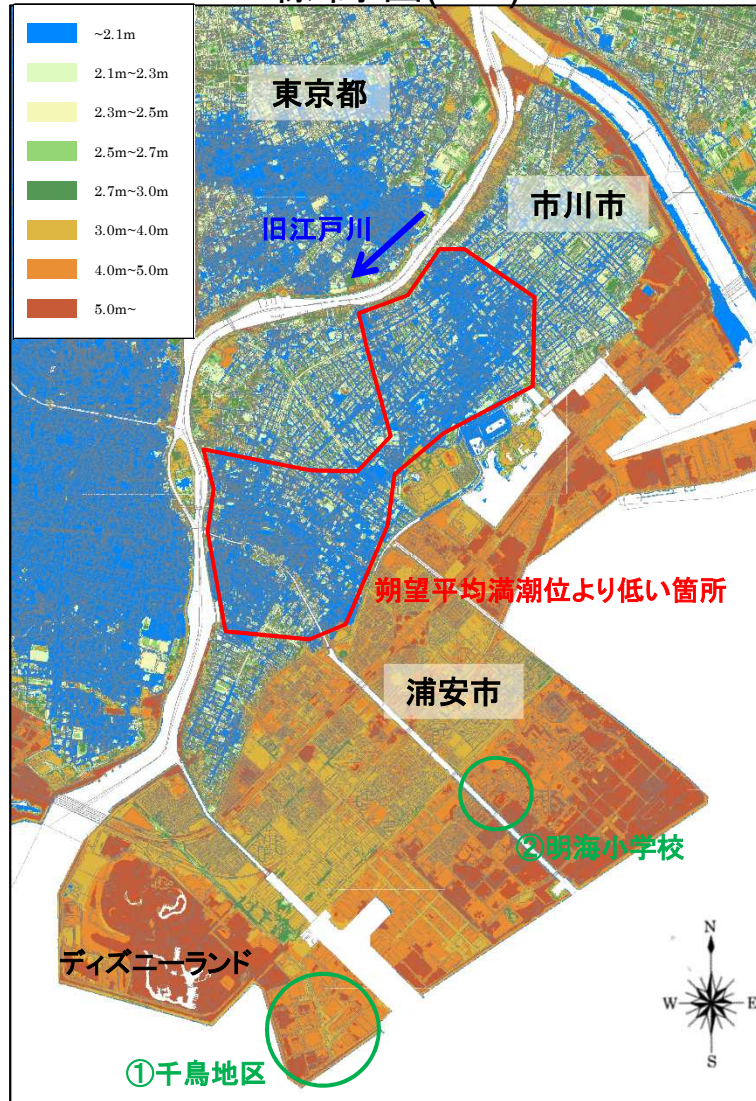 ~2.1m
2.1m~2.3m
2.3m~2.5m
2.5m~2.7m
2.7m~3.0m
3.0m~4.0m
4.0m~5.0m
5.0m~
東京都
市川市
旧江戸川
朔望平均満潮位より低い箇所
浦安市
②明海小学校
ディズニーランド
①千鳥地区
N
W
E
S